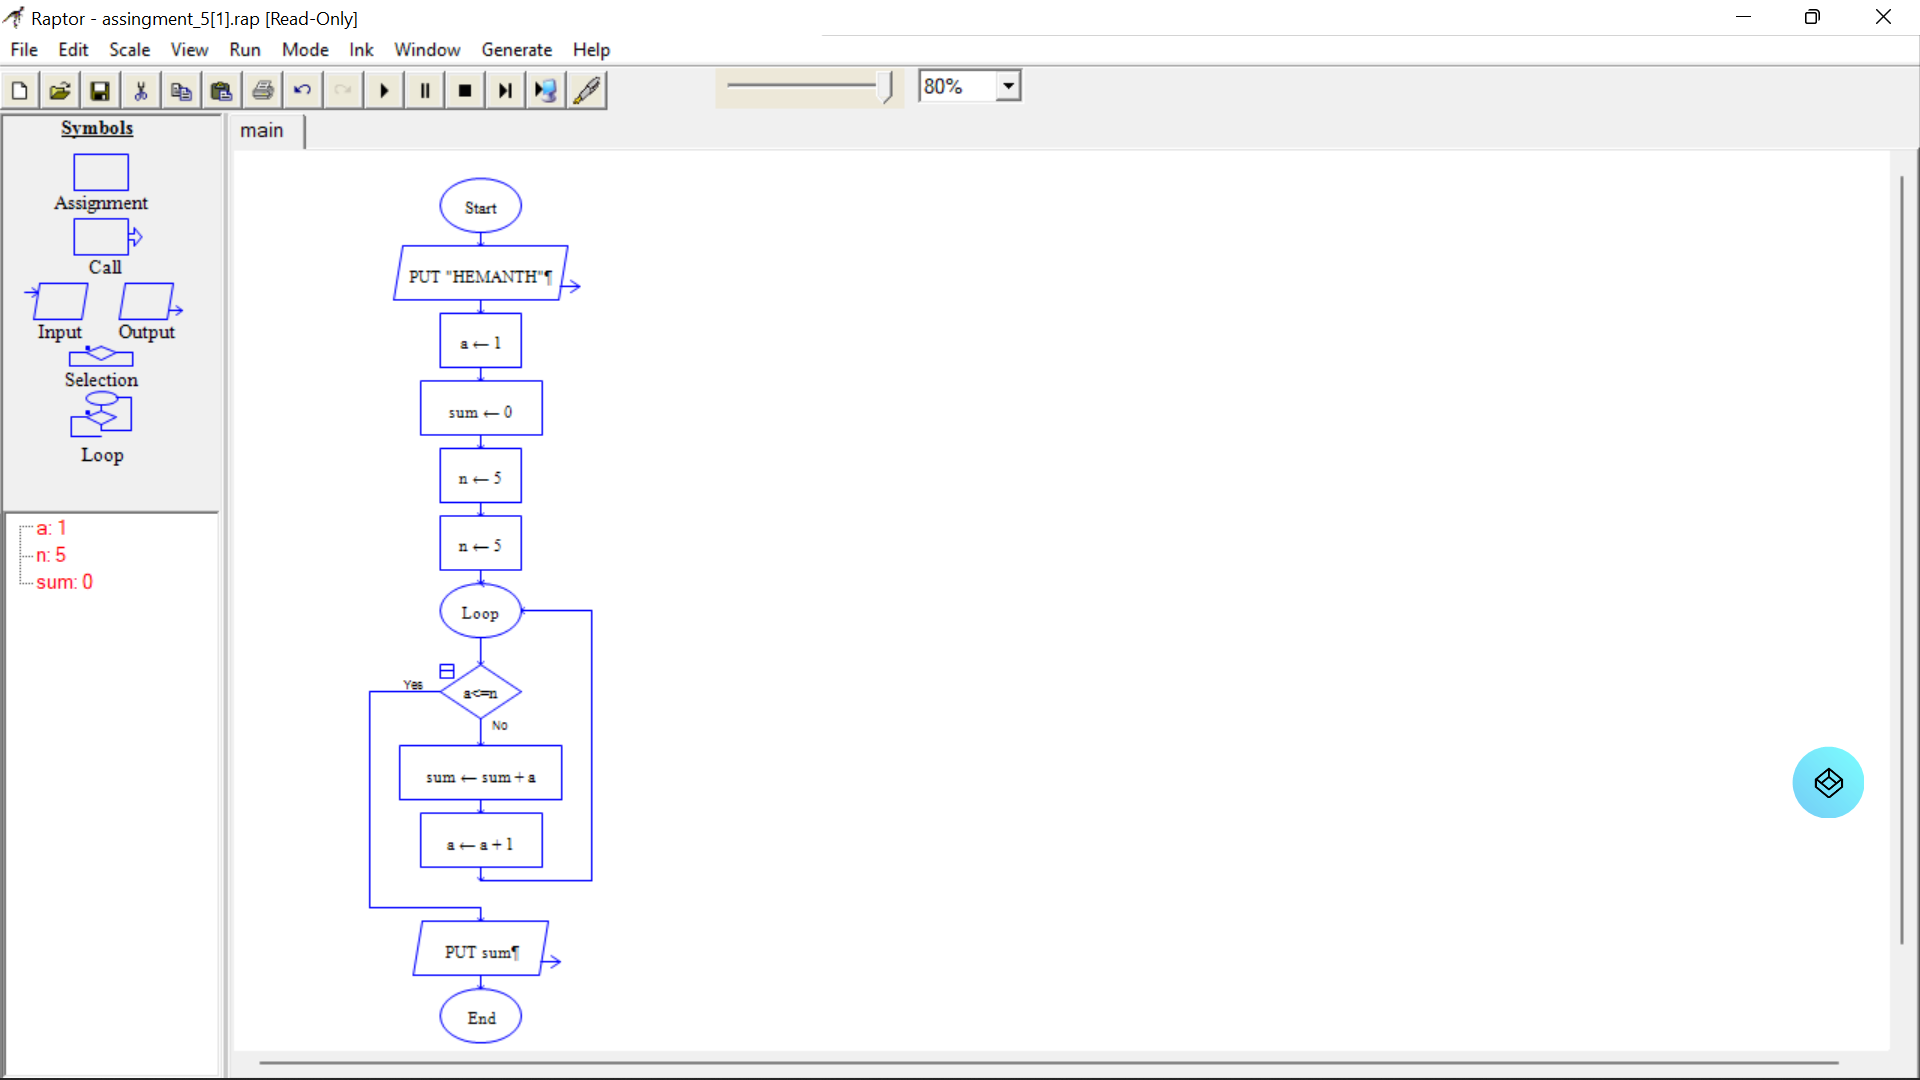 Raptor - assingment_5[1].rap [Read-Only]
File Edit Scale View Run Mode Ink Window Generate Help
80%
Symbols
Assignment
Call
Input Output
Selection
Loop
a: 1
n: 5
sum: 0
main
Start
PUT "HEMANTH"¶
a ← 1
sum ← 0
n ← 5
n ← 5
Loop
Yes
a<=n
No
sum ← sum + a
a ← a + 1
PUT sum¶
End